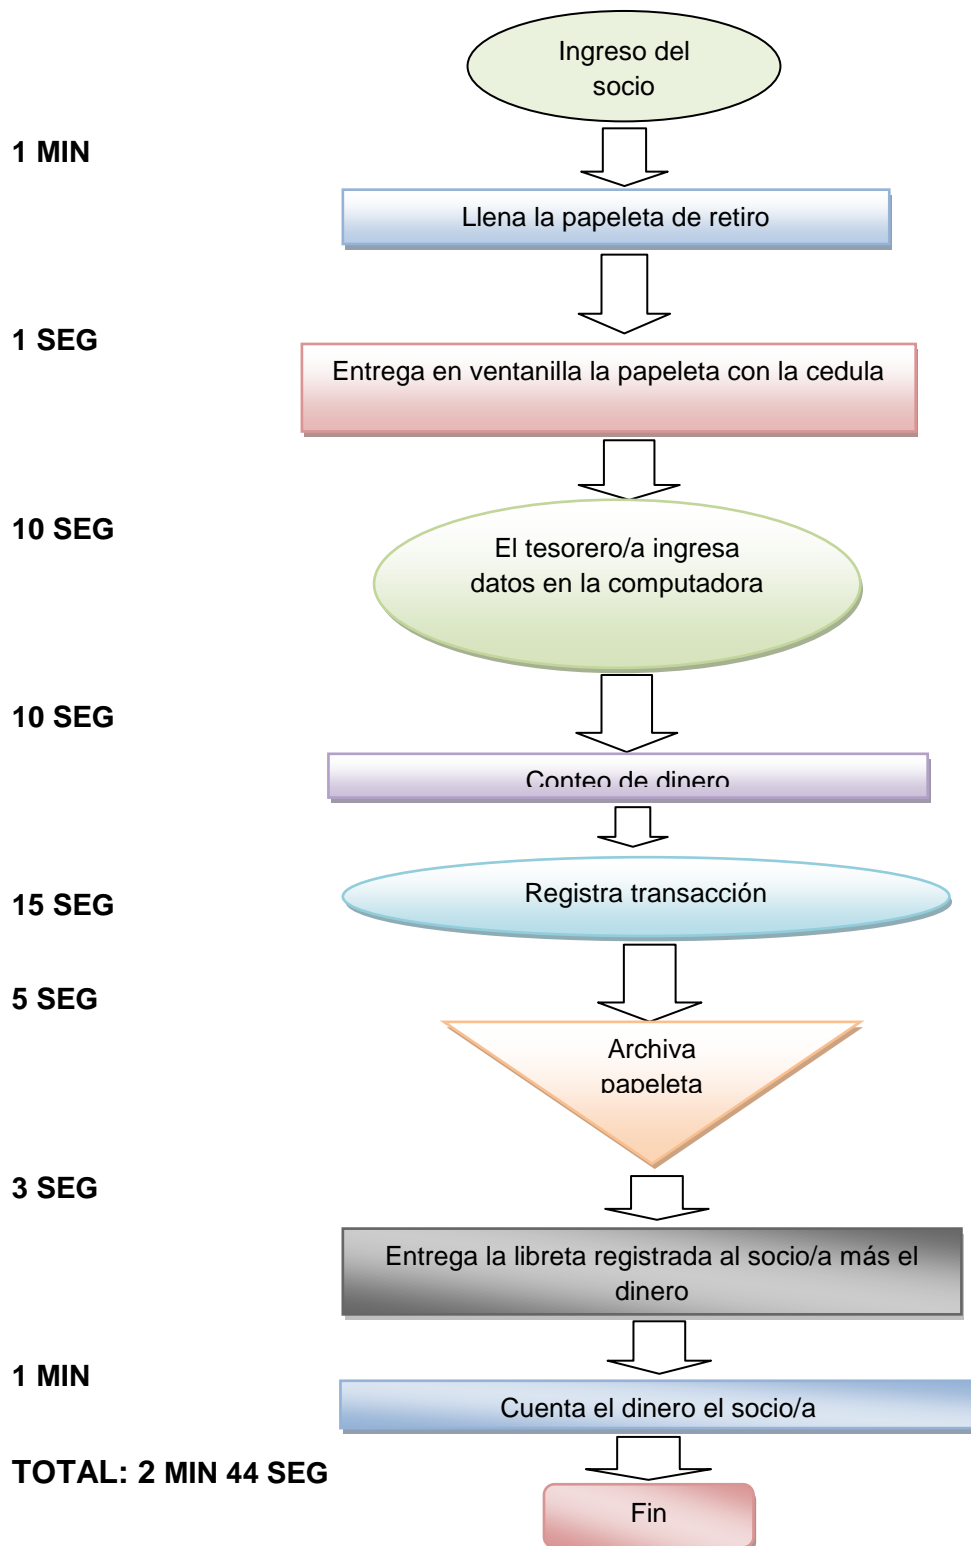 Ingreso del
socio
1 MIN
Llena la papeleta de retiro
1 SEG
Entrega en ventanilla la papeleta con la cedula
10 SEG
El tesorero/a ingresa
datos en la computadora
10 SEG
Conteo de dinero
15 SEG
Registra transacción
5 SEG
Archiva
papeleta
3 SEG
Entrega la libreta registrada al socio/a más el
dinero
1 MIN
Cuenta el dinero el socio/a
TOTAL: 2 MIN 44 SEG
Fin